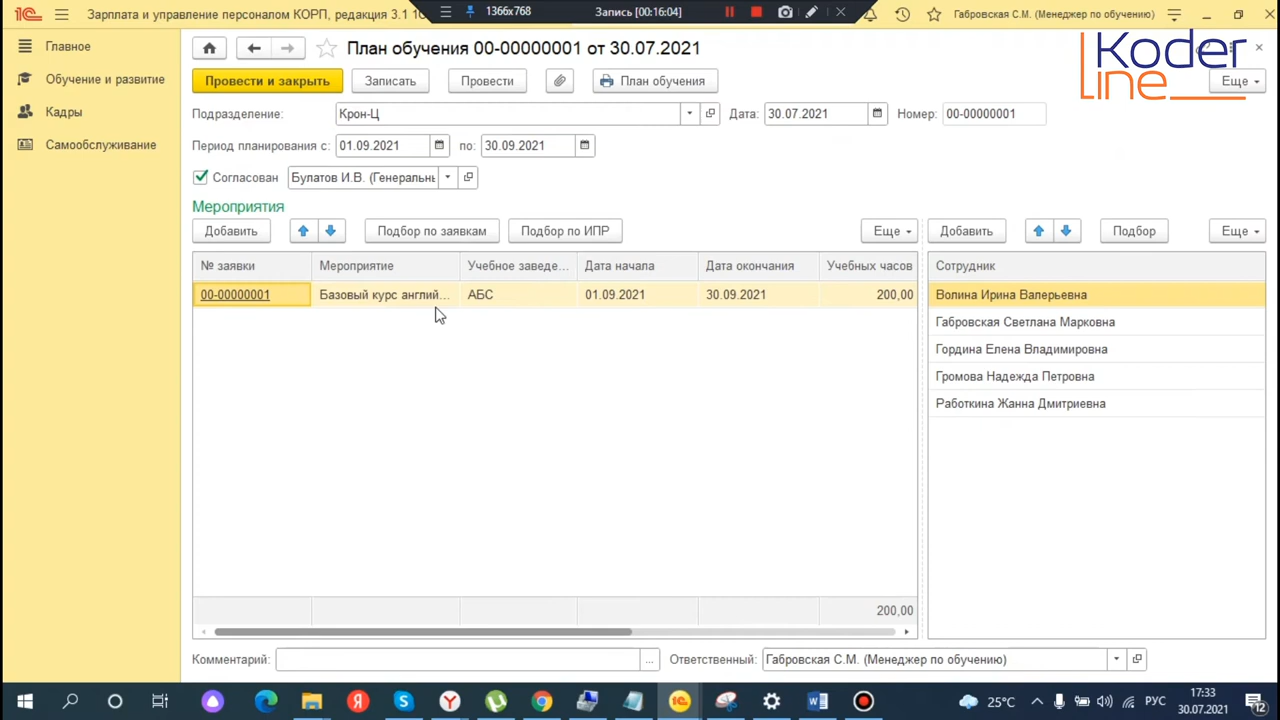 Зарплата и управление персоналом КОРП, редакция 3.1
1366x768
Запись [00:16:04]
Габровская С.М. (Менеджер по обучению)
Koder line
Главное
План обучения 00-00000001 от 30.07.2021
Обучение и развитие
Провести и закрыть
Записать
Провести
План обучения
Еще
Кадры
Подразделение:
Крон-Ц
Дата:
30.07.2021
Номер:
00-00000001
Самообслуживание
Период планирования с:
01.09.2021
по:
30.09.2021
Согласован
Булатов И.В. (Генеральны
Мероприятия
Добавить
Подбор по заявкам
Подбор по ИПР
Еще
Добавить
Подбор
Еще
№ заявки
Мероприятие
Учебное заведе...
Дата начала
Дата окончания
Учебных часов
Сотрудник
00-00000001
Базовый курс англий...
АБС
01.09.2021
30.09.2021
200,00
Волина Ирина Валерьевна
Габровская Светлана Марковна
Гордина Елена Владимировна
Громова Надежда Петровна
Работкина Жанна Дмитриевна
200,00
Комментарий:
Ответственный:
Габровская С.М. (Менеджер по обучению)
25°C
РУС
17:33
30.07.2021
12